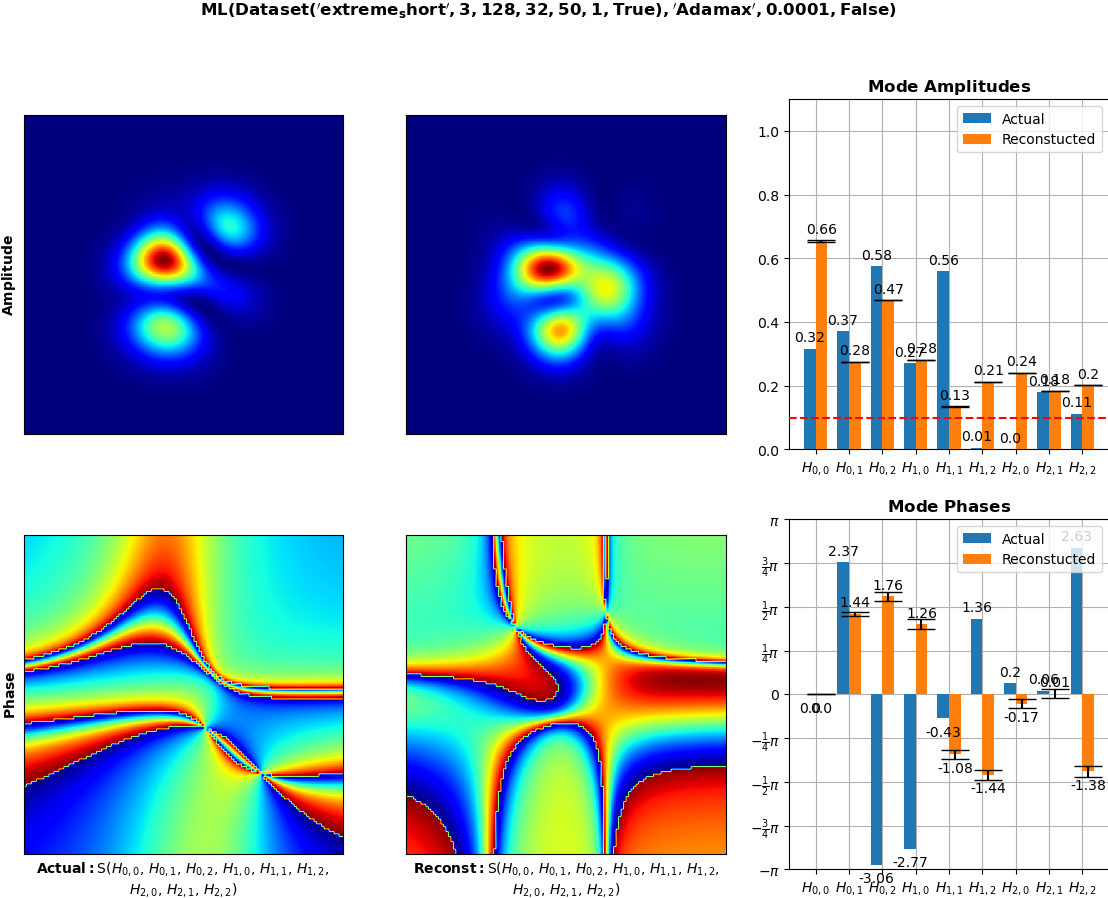 ML(Dataset('extreme_short', 3, 128, 32, 50, 1, True), 'Adamax', 0.0001, False)
Amplitude
Mode Amplitudes
Actual
Reconstucted
1.0
0.8
0.6
0.4
0.2
0.0
0.32
0.66
0.37
0.28
0.58
0.47
0.27
0.28
0.56
0.13
0.01
0.21
0.0
0.24
0.18
0.18
0.11
0.2
H0,0 H0,1 H0,2 H1,0 H1,1 H1,2 H2,0 H2,1 H2,2
Phase
Mode Phases
Actual
Reconstucted
π
3/4π
1/2π
1/4π
0
−1/4π
−1/2π
−3/4π
−π
0.0
0.0
2.37
1.44
-3.06
1.76
-2.77
1.26
-0.43
-1.08
1.36
-1.44
0.2
-0.17
0.06
0.01
2.63
-1.38
H0,0 H0,1 H0,2 H1,0 H1,1 H1,2 H2,0 H2,1 H2,2
Actual: S(H0,0, H0,1, H0,2, H1,0, H1,1, H1,2,
H2,0, H2,1, H2,2)
Reconst: S(H0,0, H0,1, H0,2, H1,0, H1,1, H1,2,
H2,0, H2,1, H2,2)